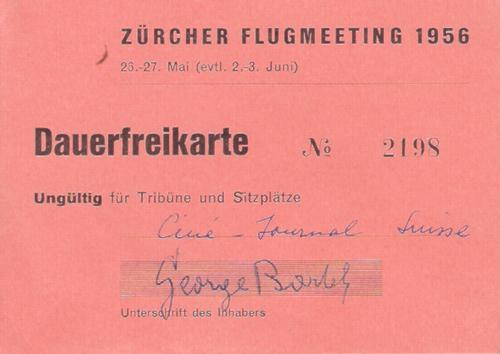 ZÜRCHER FLUGMEETING 1956
26.-27. Mai (evtl. 2.-3. Juni)
Dauerfreikarte № 2198
Ungültig für Tribüne und Sitzplätze
Ciné - Journal Suisse
George
Unterschrift des Inhabers